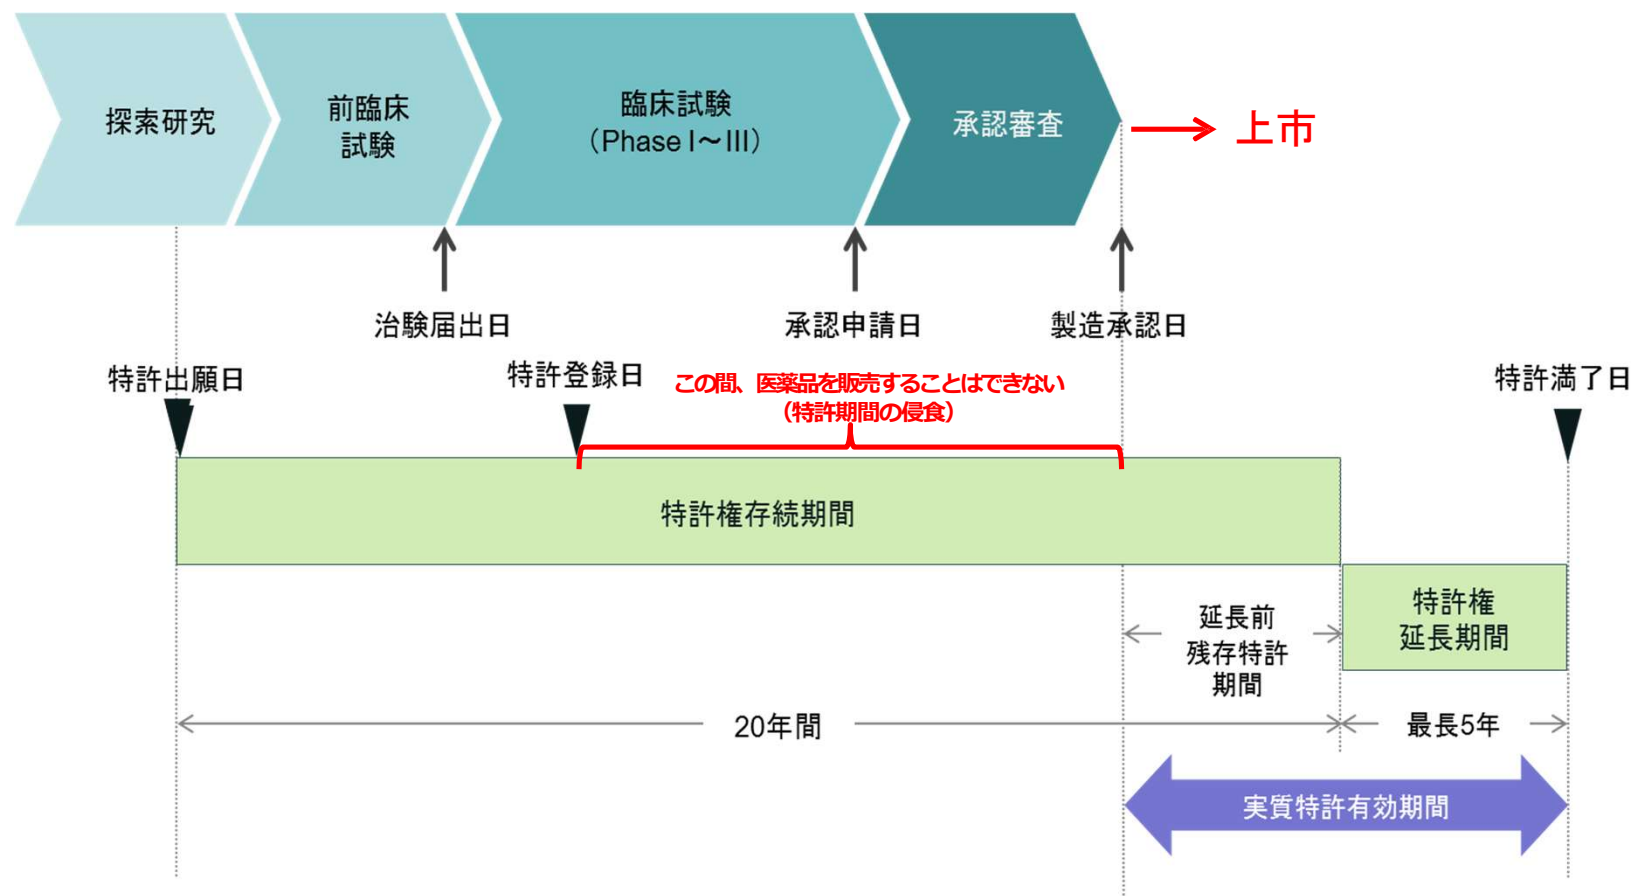 探索研究
前臨床
試験
臨床試験
（Phase Ⅰ～Ⅲ）
承認審査
上市
治験届出日
承認申請日
製造承認日
特許出願日
特許登録日
この間、医薬品を販売することはできない
（特許期間の侵食）
特許満了日
特許権存続期間
延長前
残存特許
期間
特許権
延長期間
20年間
最長5年
実質特許有効期間